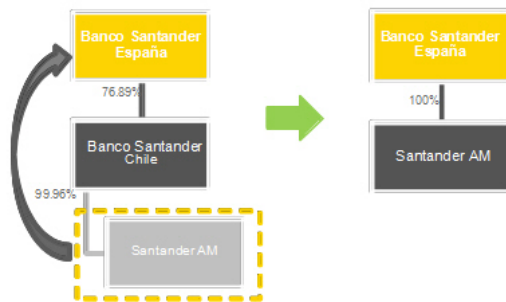 Banco Santander
España
76.89%
Banco Santander
Chile
99.96%
Santander AM
Banco Santander
España
100%
Santander AM